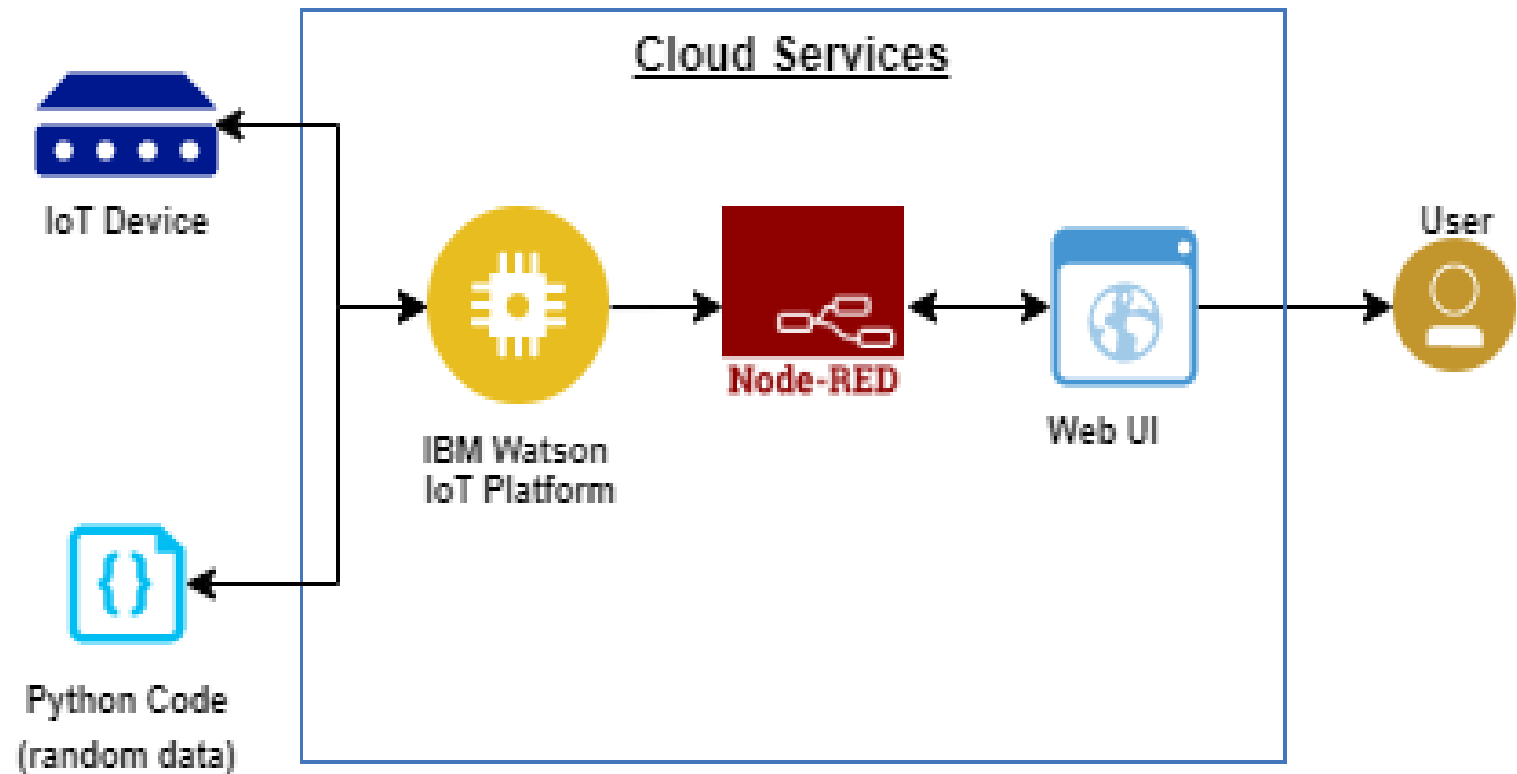 Cloud Services
IoT Device
User
Node-RED
Web UI
IBM Watson
IoT Platform
Python Code
(random data)